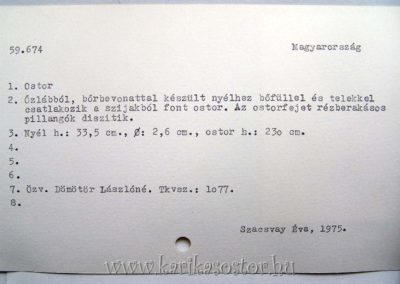 59.674 Magyarország
1. Ostor
2. Őzlábból, bőrbevonattal készült nyélhez bőfüllel és telekkel
csatlakozik a szíjakból font ostor. Az ostorfejet rézberakásos
pillangók díszitik.
3. Nyél h.: 33,5 cm., Ø: 2,6 cm., ostor h.: 23o cm.
4.
5.
6.
7. Özv. Dömötör Lászlóné. Tkvsz.: lo77.
8.
Szacsvay Éva, 1975.
www.karikasostor.hu